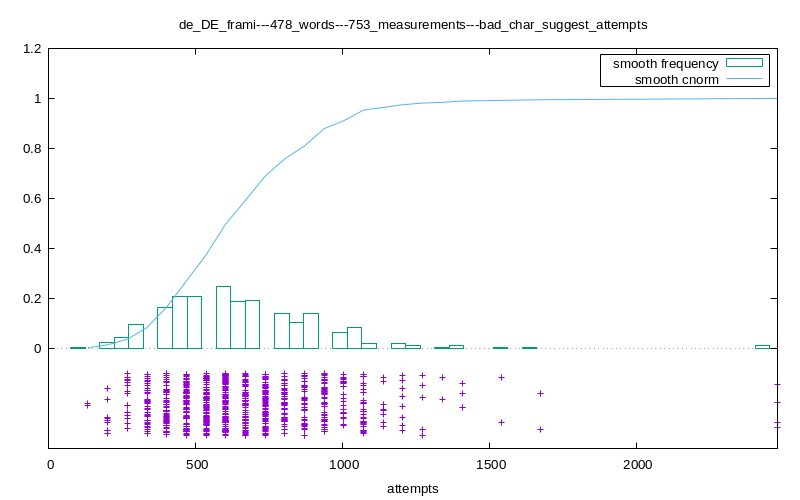 de_DE_frami---478_words---753_measurements---bad_char_suggest_attempts
1.2
smooth frequency
smooth cnorm
1
0.8
0.6
0.4
0.2
0
0 500 1000 1500 2000
attempts